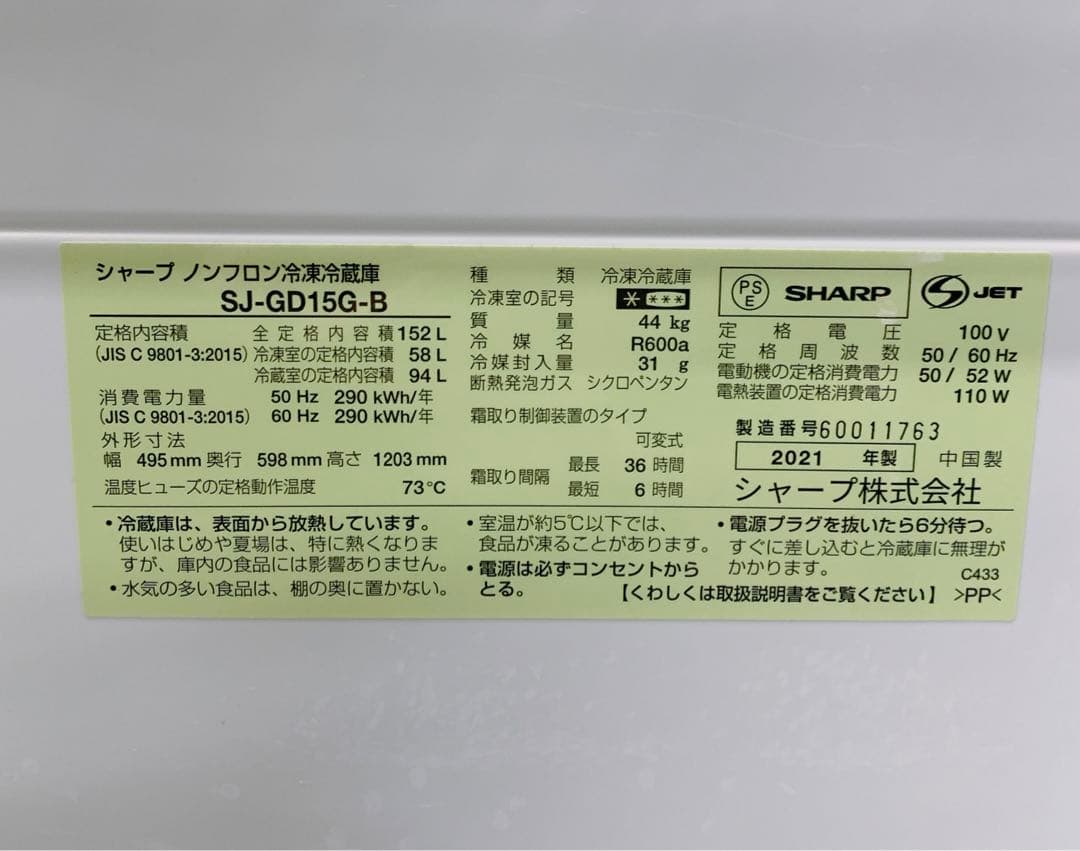 シャープ ノンフロン冷凍冷蔵庫
SJ-GD15G-B
定格内容積 全定格内容積 152 L
(JIS C 9801-3:2015) 冷凍室の定格内容積 58 L
冷蔵室の定格内容積 94 L
消費電力量 50 Hz 290 kWh/年
(JIS C 9801-3:2015) 60 Hz 290 kWh/年
外形寸法
幅 495 mm 奥行 598 mm 高さ 1203 mm
温度ヒューズの定格動作温度 73℃
種類 冷凍冷蔵庫
冷凍室の記号 * ***
質量 44 kg
冷媒名 R600a
冷媒封入量 31 g
断熱発泡ガス シクロペンタン
霜取り制御装置のタイプ
可変式
霜取り間隔 最長 36 時間
最短 6 時間
PS E SHARP S JET
定格電圧 100 V
定格周波数 50 / 60 Hz
電動機の定格消費電力 50 / 52 W
電熱装置の定格消費電力 110 W
製造番号 60011763
2021 年製 中国製
シャープ株式会社
・冷蔵庫は、表面から放熱しています。
使いはじめや夏場は、特に熱くなりま
すが、庫内の食品には影響ありません。
・水気の多い食品は、棚の奥に置かない。
・室温が約5℃以下では、
食品が凍ることがあります。
・電源は必ずコンセントから
とる。
・電源プラグを抜いたら6分待つ。
すぐに差し込むと冷蔵庫に無理が
かかります。 C433
【くわしくは取扱説明書をご覧ください】 >PP<